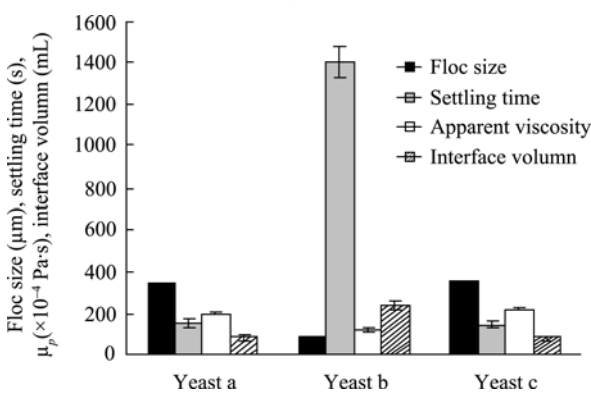 Floc size (μm), settling time (s),
μp(×10⁻⁴ Pa·s), interface volumn (mL)
1600
1400
1200
1000
800
600
400
200
0
Floc size
Settling time
Apparent viscosity
Interface volumn
Yeast a
Yeast b
Yeast c